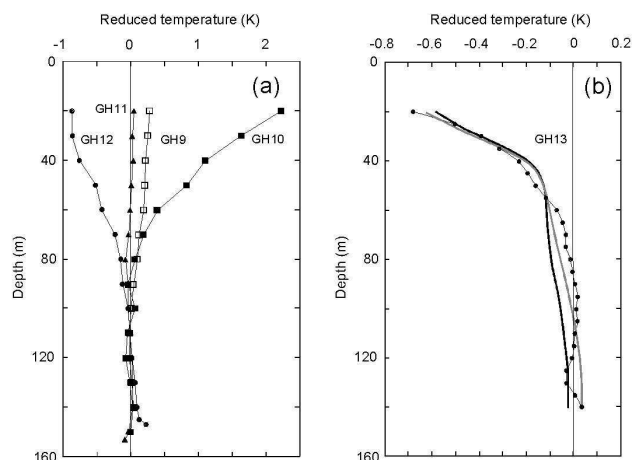 Reduced temperature (K)
-1 0 1 2
0
40
80
120
160
Depth (m)
(a)
GH11
GH12
GH9
GH10
Reduced temperature (K)
-0.8 -0.6 -0.4 -0.2 0 0.2
0
40
80
120
160
Depth (m)
(b)
GH13